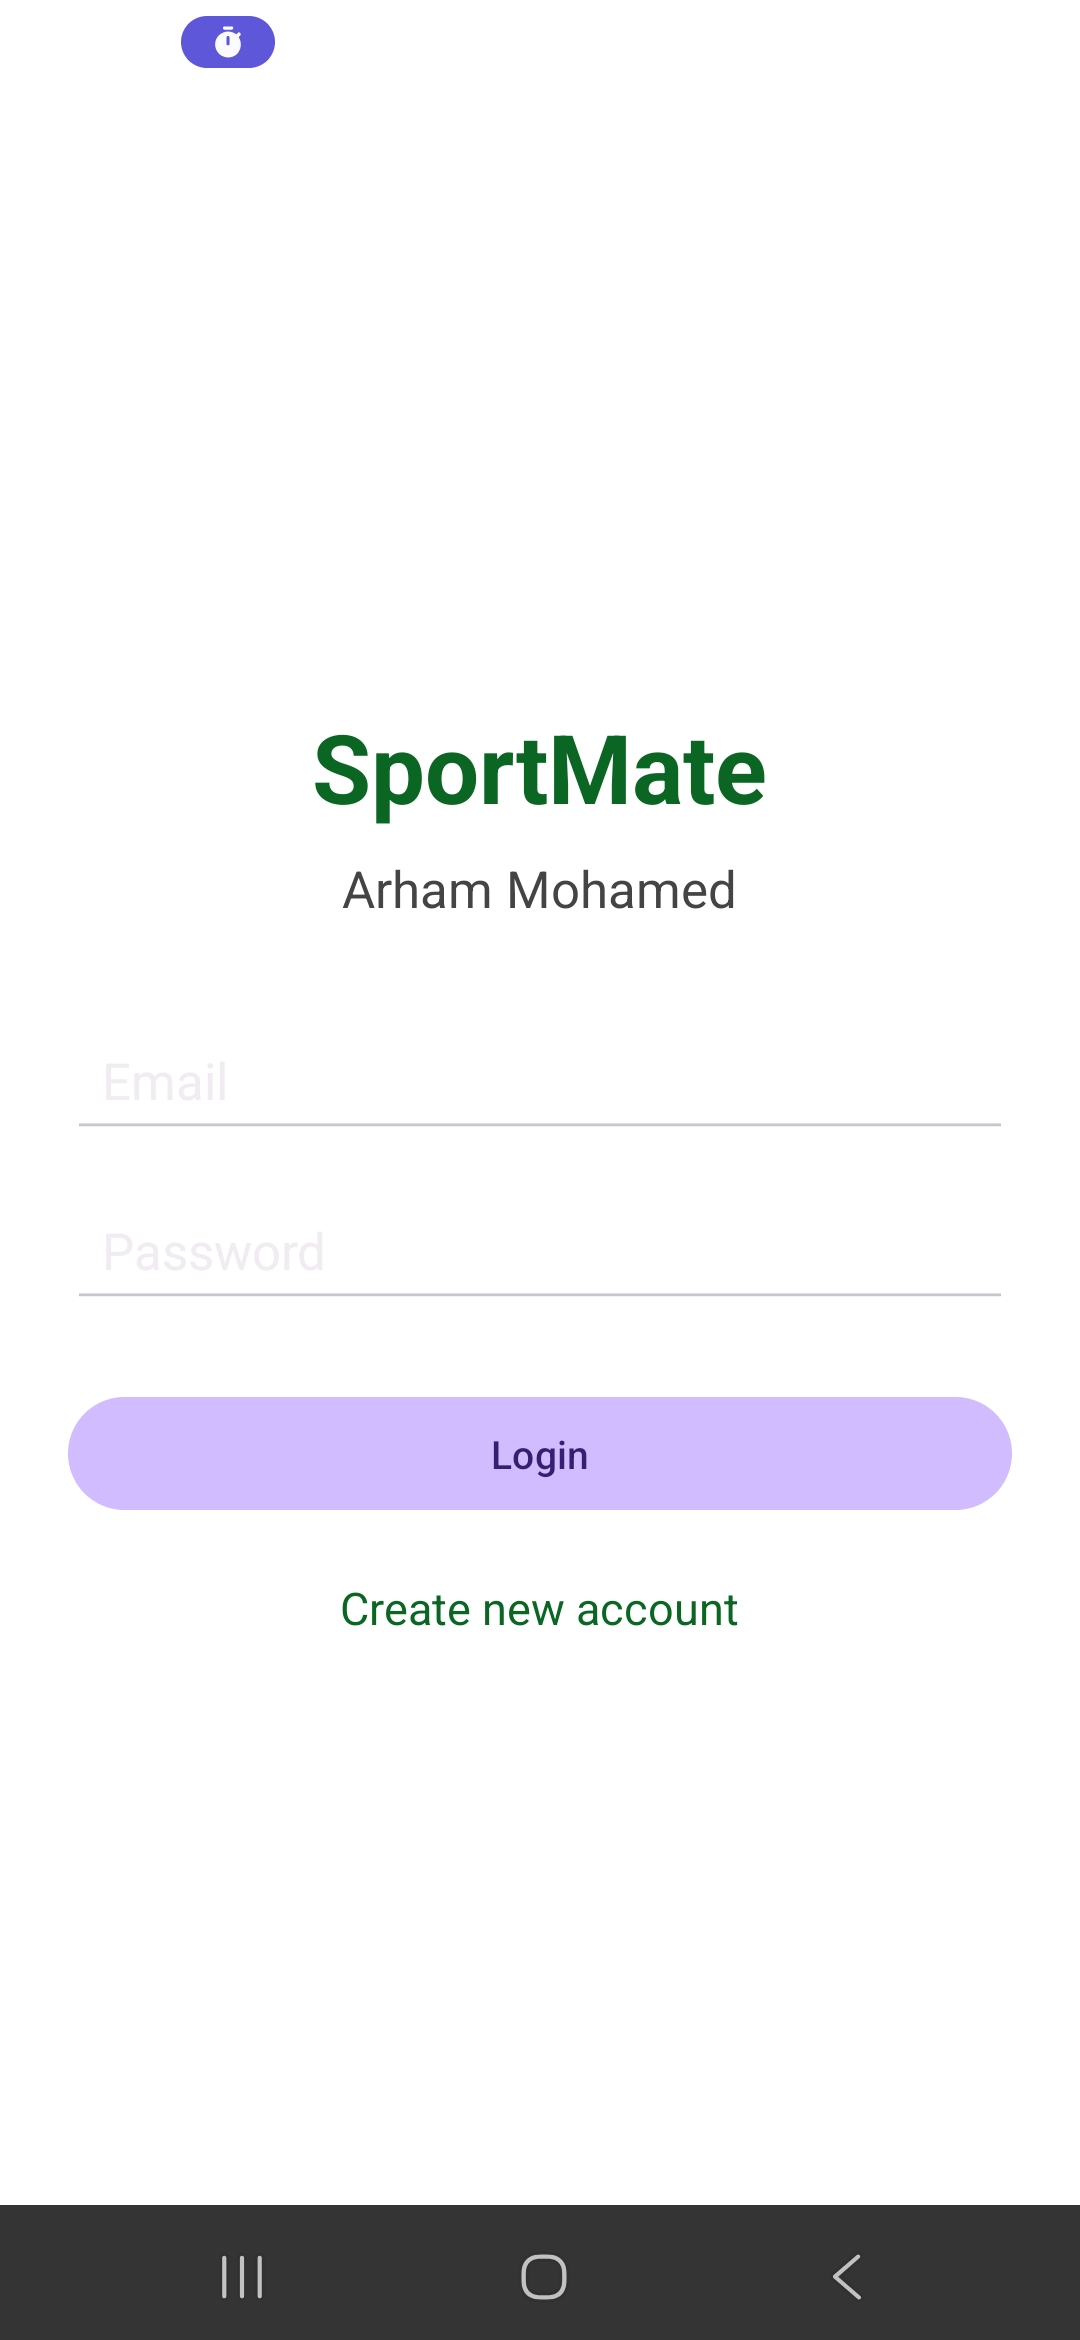 SportMate
Arham Mohamed
Email
Password
Login
Create new account